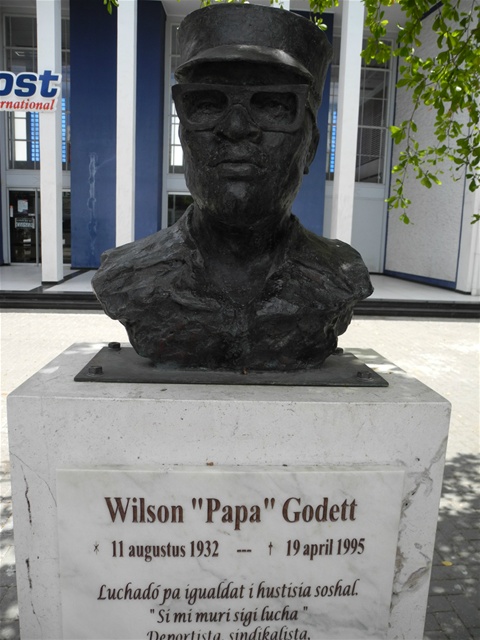 ost
ernational
Wilson "Papa" Godett
* 11 augustus 1932 --- † 19 april 1995
Luchadó pa igualdat i hustisia soshal.
"Si mi muri sigi lucha"
Deportista, sindikalista,